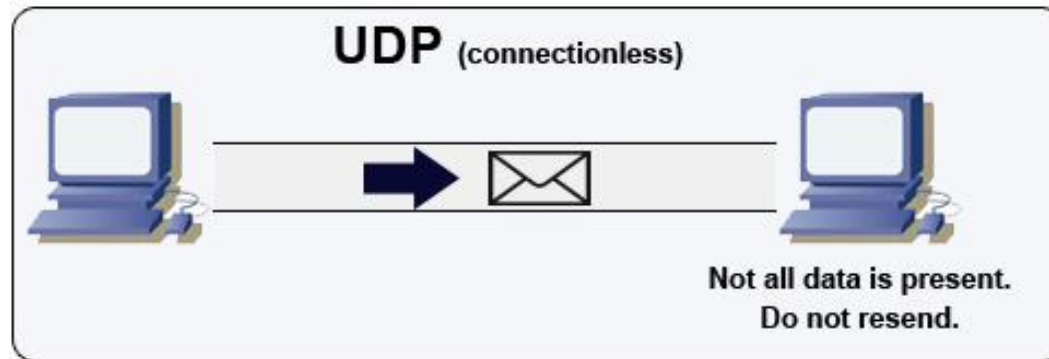 UDP (connectionless)
Not all data is present.
Do not resend.